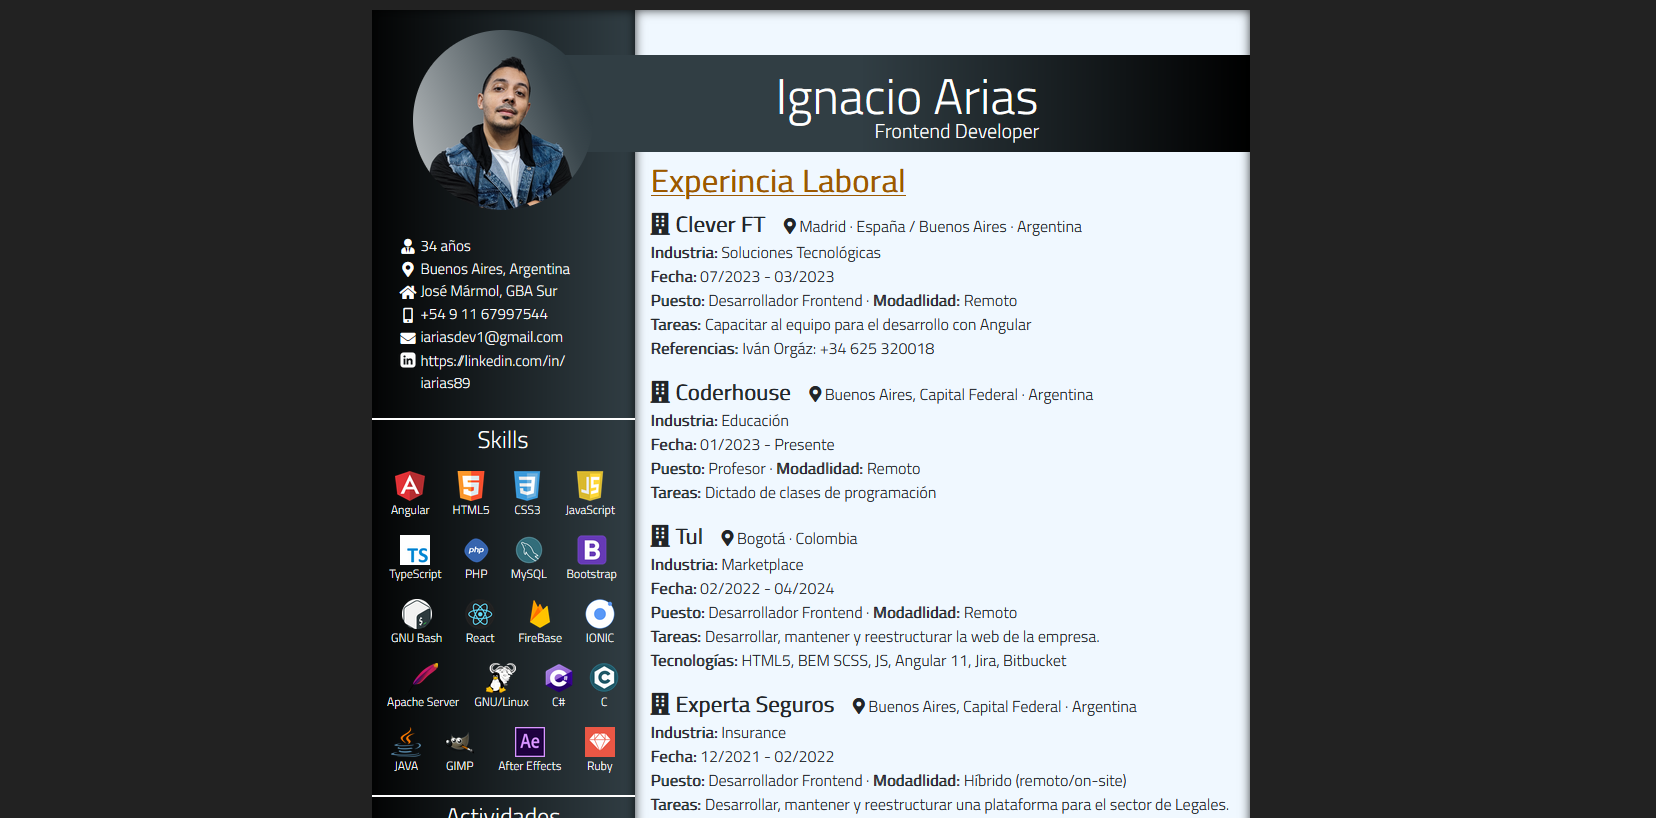 Ignacio Arias
Frontend Developer
34 años
Buenos Aires, Argentina
José Mármol, GBA Sur
+54 9 11 67997544
iariasdev1@gmail.com
https://linkedin.com/in/
iarias89
Skills
Angular HTML5 CSS3 JavaScript
TS
TypeScript PHP MySQL Bootstrap
GNU Bash React FireBase IONIC
Apache Server GNU/Linux C# C
JAVA GIMP After Effects Ruby
Actividades
Experincia Laboral
Clever FT Madrid · España / Buenos Aires · Argentina
Industria: Soluciones Tecnológicas
Fecha: 07/2023 - 03/2023
Puesto: Desarrollador Frontend · Modadlidad: Remoto
Tareas: Capacitar al equipo para el desarrollo con Angular
Referencias: Iván Orgáz: +34 625 320018
Coderhouse Buenos Aires, Capital Federal · Argentina
Industria: Educación
Fecha: 01/2023 - Presente
Puesto: Profesor · Modadlidad: Remoto
Tareas: Dictado de clases de programación
Tul Bogotá · Colombia
Industria: Marketplace
Fecha: 02/2022 - 04/2024
Puesto: Desarrollador Frontend · Modadlidad: Remoto
Tareas: Desarrollar, mantener y reestructurar la web de la empresa.
Tecnologías: HTML5, BEM SCSS, JS, Angular 11, Jira, Bitbucket
Experta Seguros Buenos Aires, Capital Federal · Argentina
Industria: Insurance
Fecha: 12/2021 - 02/2022
Puesto: Desarrollador Frontend · Modadlidad: Híbrido (remoto/on-site)
Tareas: Desarrollar, mantener y reestructurar una plataforma para el sector de Legales.